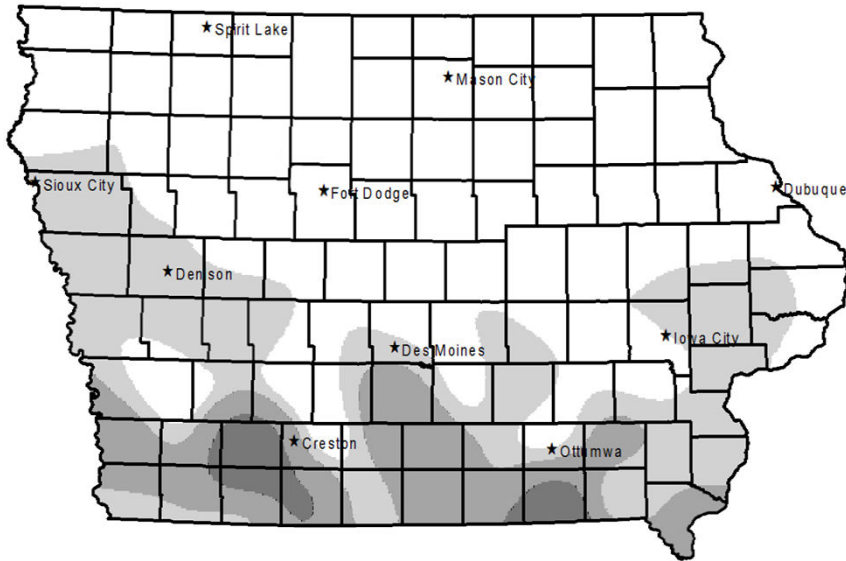 Spirit Lake
Mason City
Sioux City
Fort Dodge
Dubuque
Denison
Iowa City
Des Moines
Creston
Ottumwa